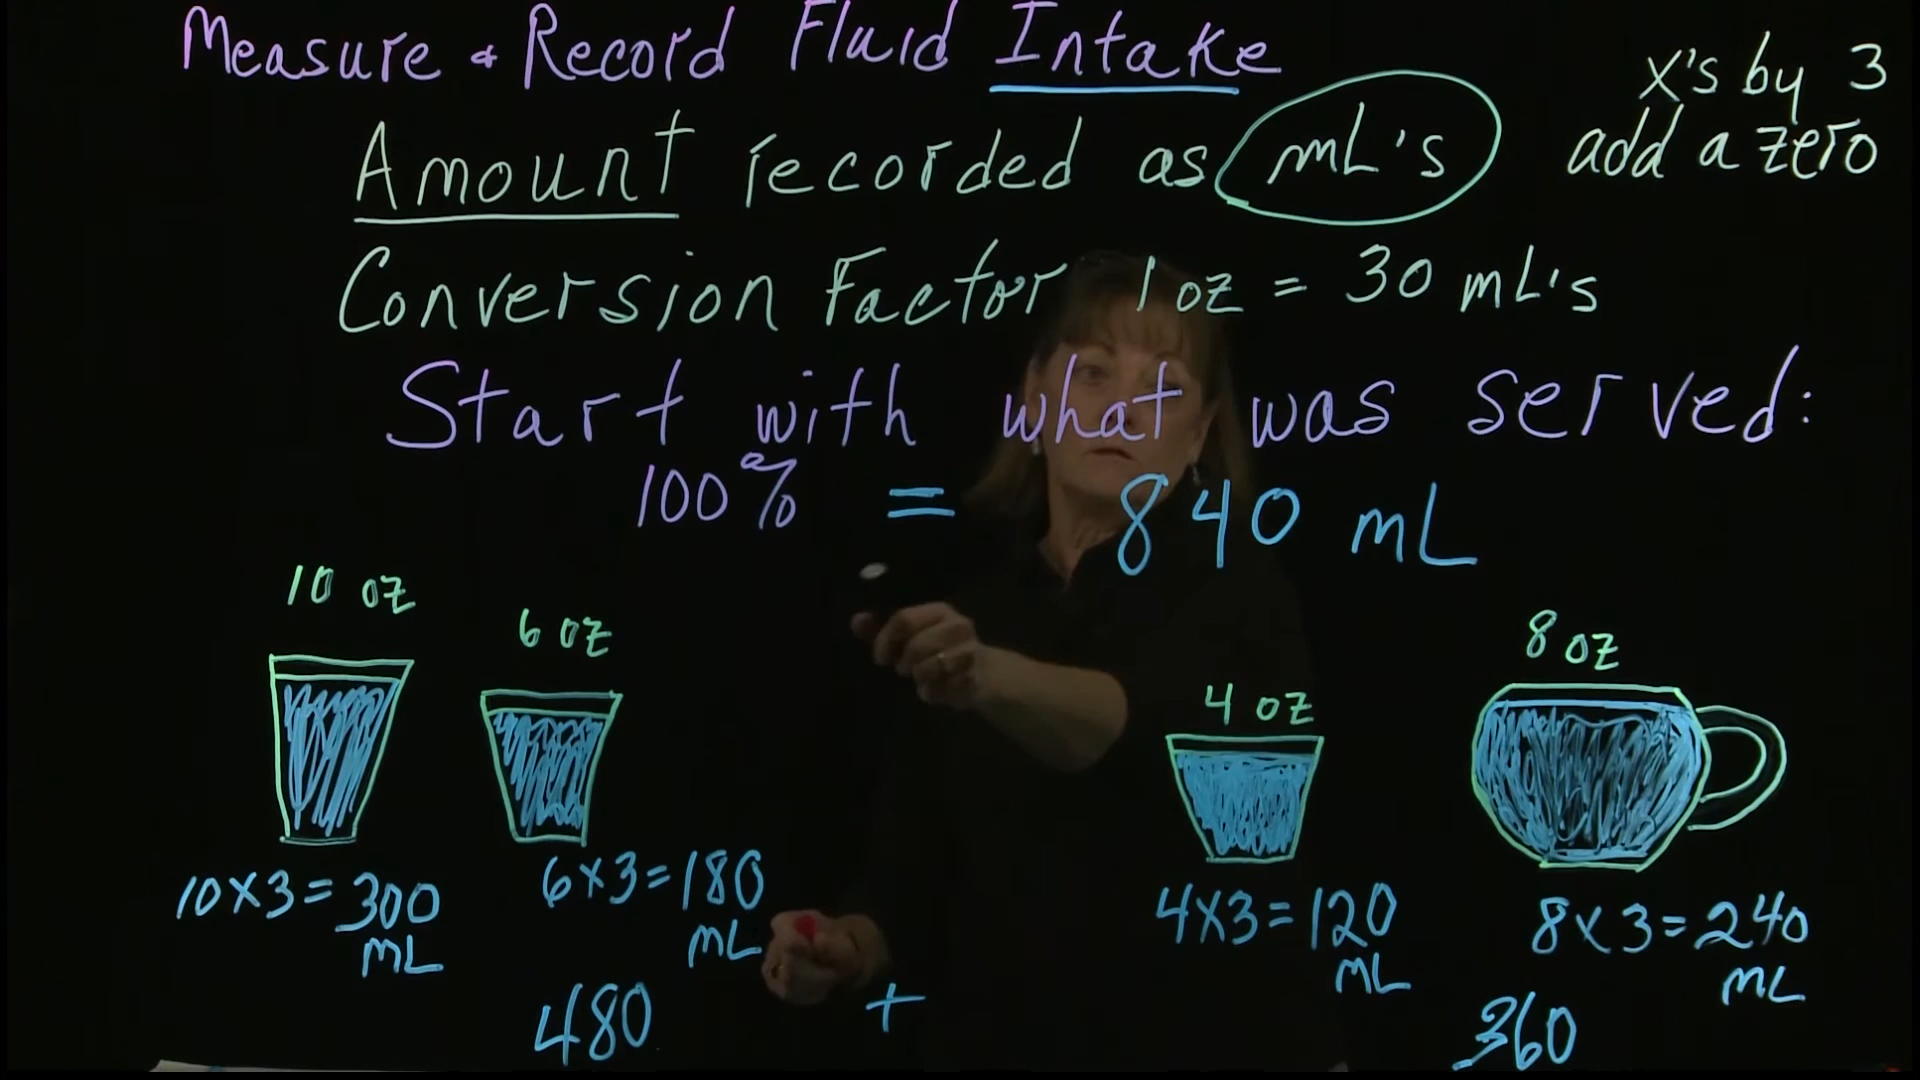 Measure & Record Fluid Intake
x's by 3
add a zero
Amount recorded as mL's
Conversion Factor 1 oz = 30 mL's
Start with what was served:
100% = 840 mL
10 oz
6 oz
4 oz
8 oz
10x3=300
mL
6x3=180
mL
4x3=120
mL
8x3=240
mL
480 + 360